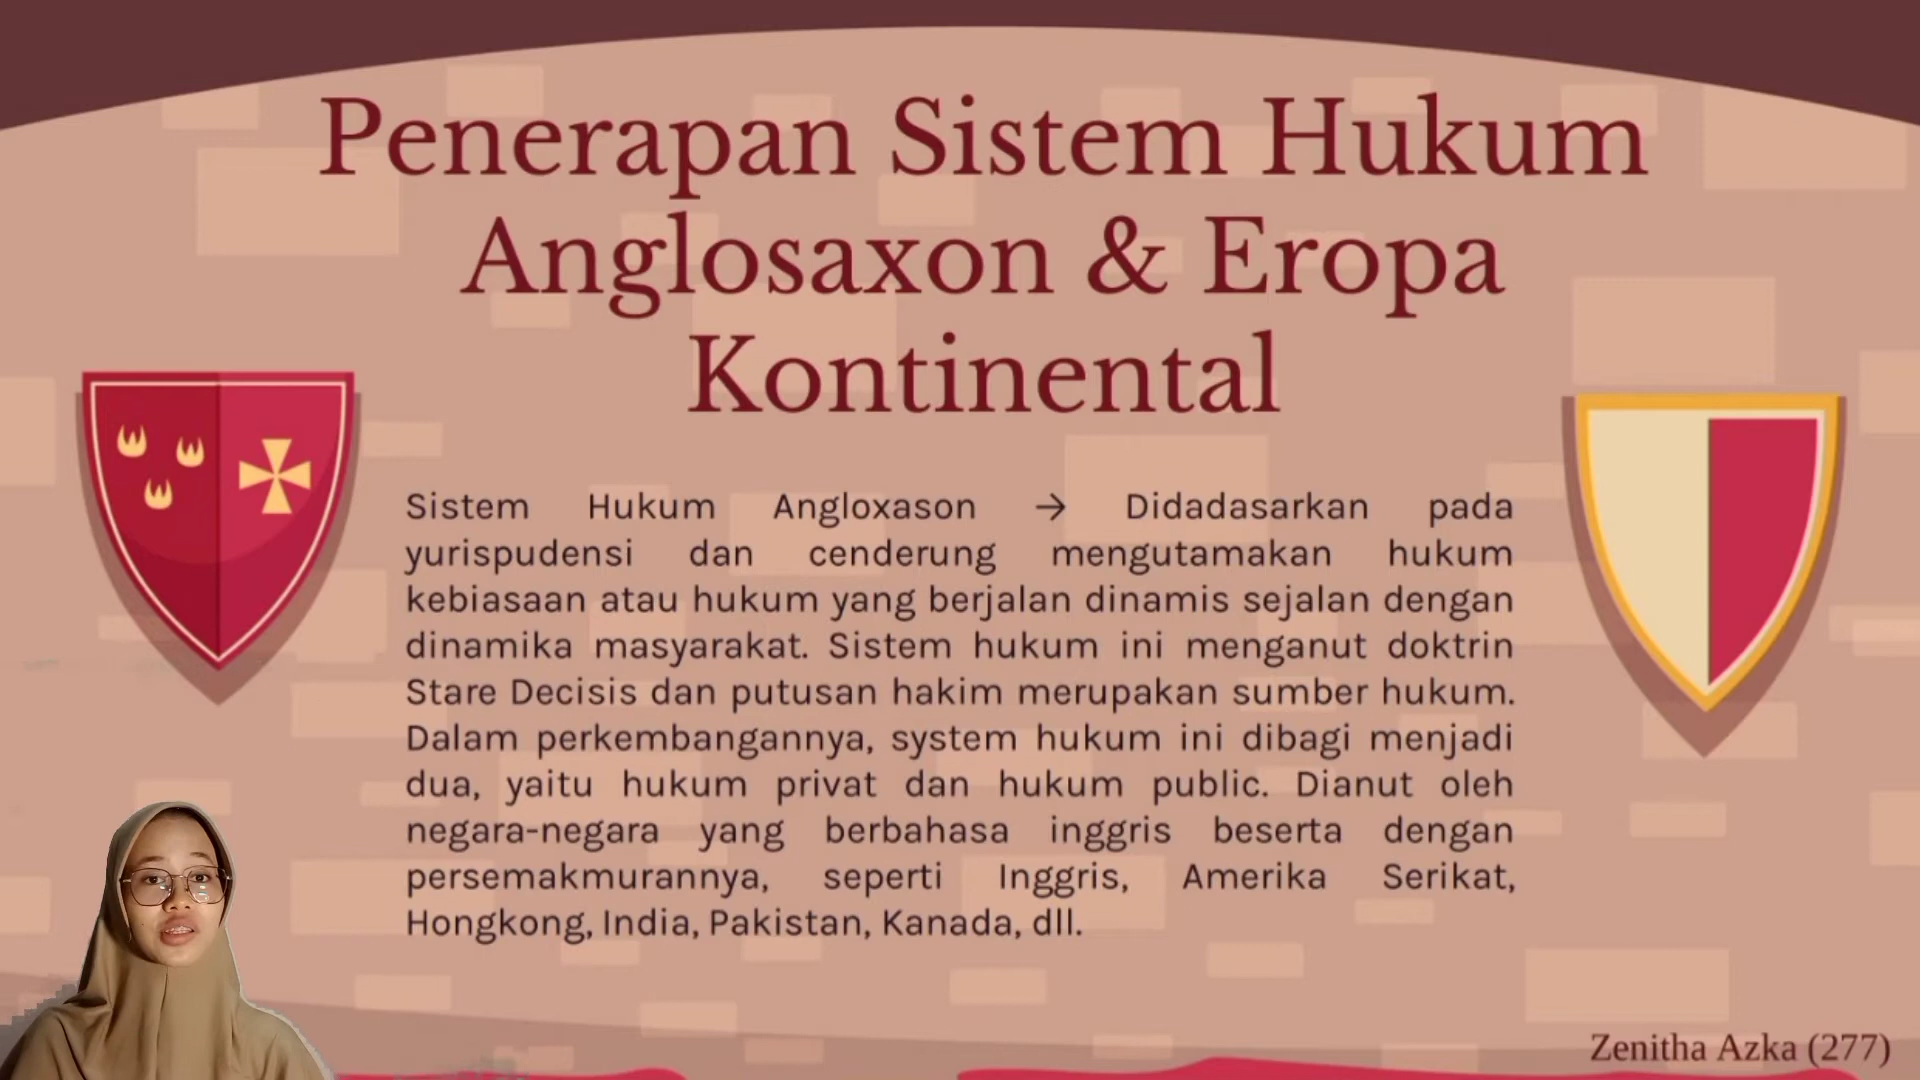 Penerapan Sistem Hukum
Anglosaxon & Eropa
Kontinental
Sistem Hukum Angloxason → Didadasarkan pada
yurispudensi dan cenderung mengutamakan hukum
kebiasaan atau hukum yang berjalan dinamis sejalan dengan
dinamika masyarakat. Sistem hukum ini menganut doktrin
Stare Decisis dan putusan hakim merupakan sumber hukum.
Dalam perkembangannya, system hukum ini dibagi menjadi
dua, yaitu hukum privat dan hukum public. Dianut oleh
negara-negara yang berbahasa inggris beserta dengan
persemakmurannya, seperti Inggris, Amerika Serikat,
Hongkong, India, Pakistan, Kanada, dll.
Zenitha Azka (277)